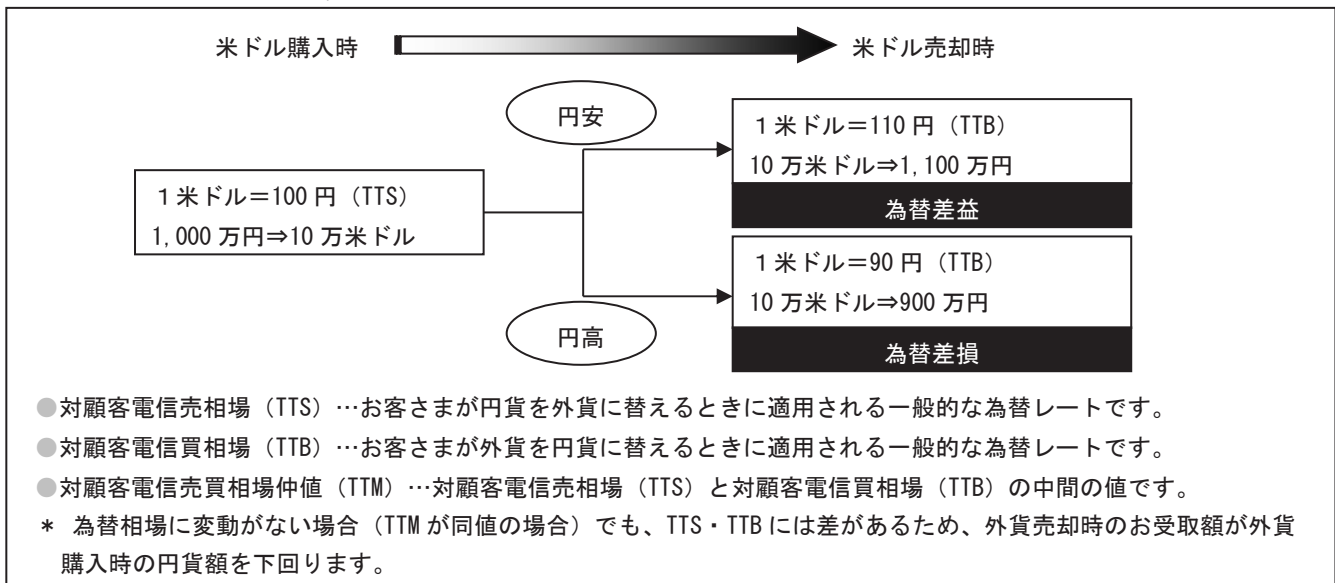 米ドル購入時
米ドル売却時
円安
1米ドル＝110円（TTB）
10万米ドル⇒1,100万円
為替差益
1米ドル＝100円（TTS）
1,000万円⇒10万米ドル
1米ドル＝90円（TTB）
10万米ドル⇒900万円
円高
為替差損
●対顧客電信売相場（TTS）…お客さまが円貨を外貨に替えるときに適用される一般的な為替レートです。
●対顧客電信買相場（TTB）…お客さまが外貨を円貨に替えるときに適用される一般的な為替レートです。
●対顧客電信売買相場仲値（TTM）…対顧客電信売相場（TTS）と対顧客電信買相場（TTB）の中間の値です。
* 為替相場に変動がない場合（TTMが同値の場合）でも、TTS・TTBには差があるため、外貨売却時のお受取額が外貨
購入時の円貨額を下回ります。